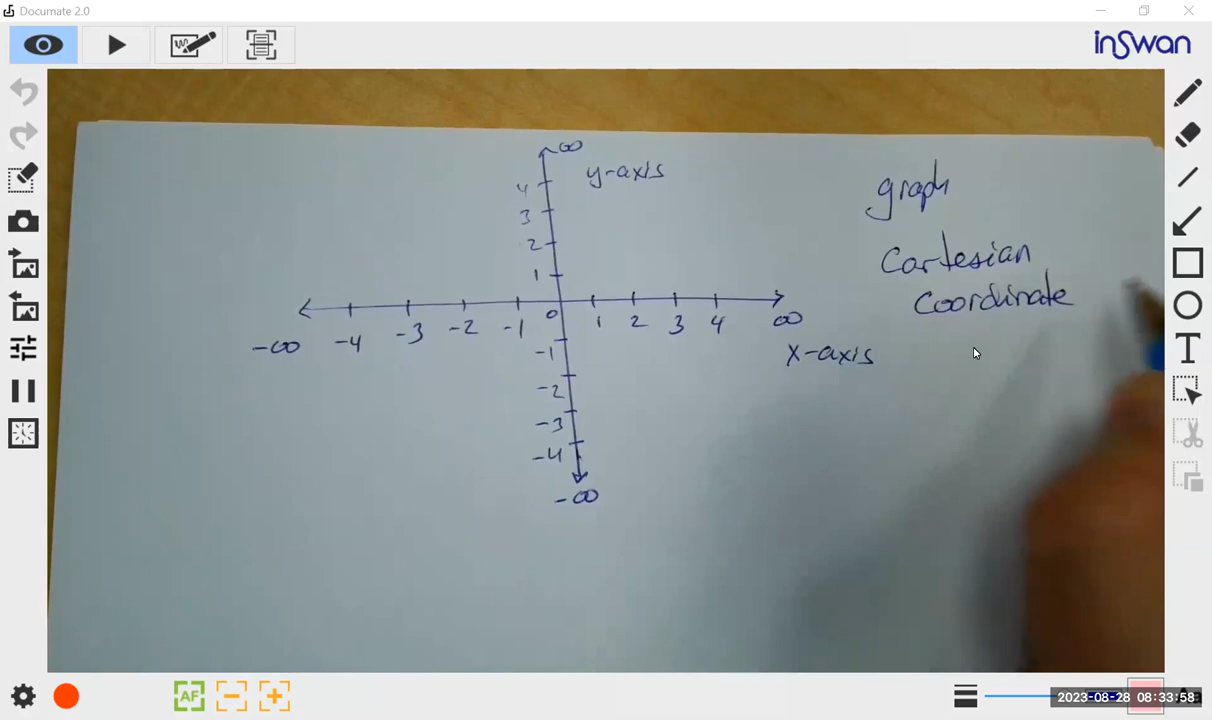 Documate 2.0
inswan
∞
y-axis
4
3
2
1
graph
Cartesian
Coordinate
0
-∞ -4 -3 -2 -1 1 2 3 4 ∞
x-axis
-1
-2
-3
-4
-∞
T
AF
2023-08-28 08:33:58